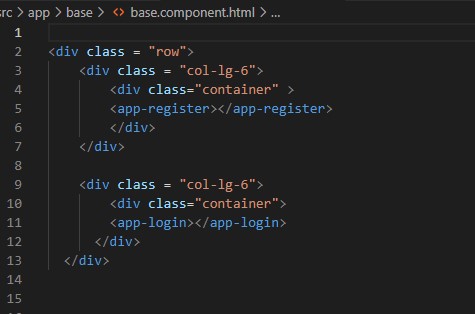 src > app > base > <> base.component.html > ...
1
2 <div class = "row">
3     <div class = "col-lg-6">
4         <div class="container" >
5         <app-register></app-register>
6         </div>
7     </div>
8
9     <div class = "col-lg-6">
10         <div class="container">
11         <app-login></app-login>
12       </div>
13   </div>
14
15